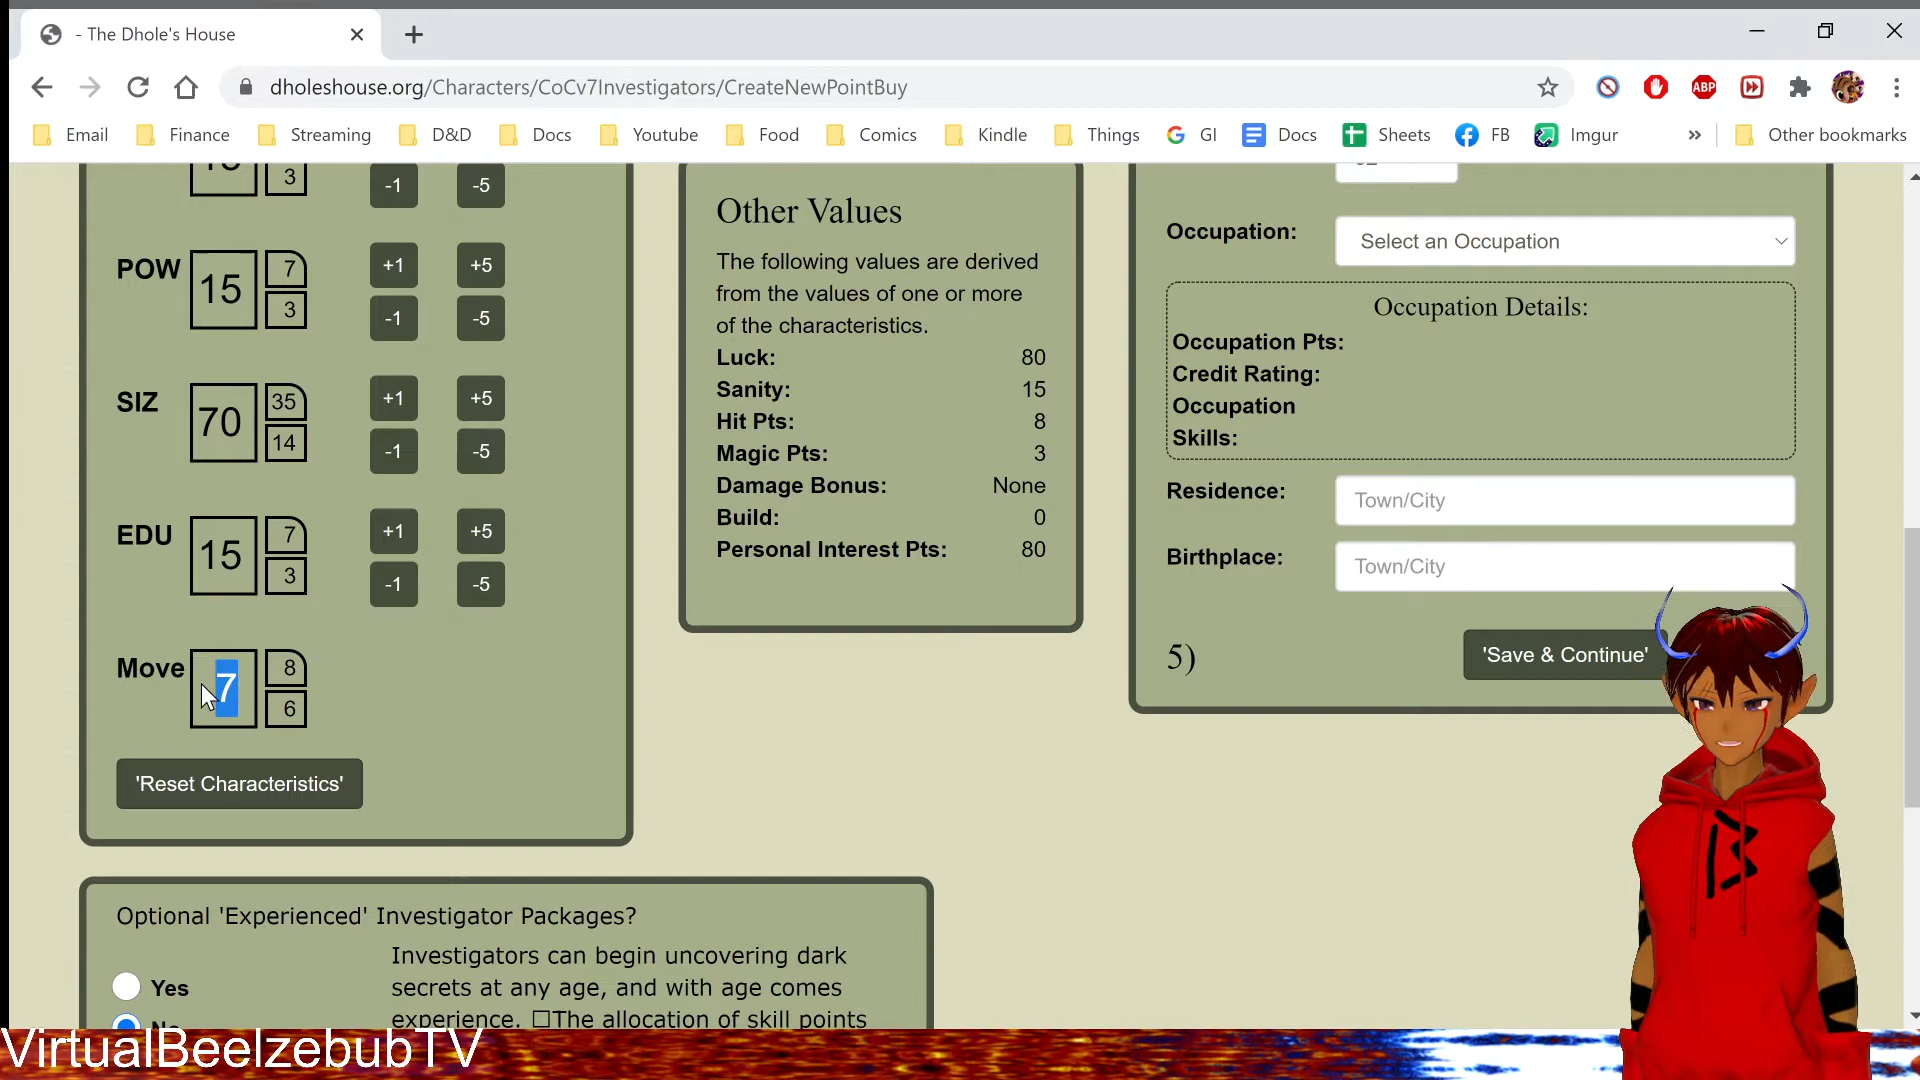 - The Dhole's House
dholeshouse.org/Characters/CoCv7Investigators/CreateNewPointBuy
Email Finance Streaming D&D Docs Youtube Food Comics Kindle Things GI Docs Sheets FB Imgur » Other bookmarks
3 -1 -5
POW 15 7 3 +1 +5 -1 -5
SIZ 70 35 14 +1 +5 -1 -5
EDU 15 7 3 +1 +5 -1 -5
Move 7 8 6
'Reset Characteristics'
Other Values
The following values are derived
from the values of one or more
of the characteristics.
Luck: 80
Sanity: 15
Hit Pts: 8
Magic Pts: 3
Damage Bonus: None
Build: 0
Personal Interest Pts: 80
Occupation: Select an Occupation
Occupation Details:
Occupation Pts:
Credit Rating:
Occupation
Skills:
Residence: Town/City
Birthplace: Town/City
5) 'Save & Continue'
Optional 'Experienced' Investigator Packages?
Yes
No
Investigators can begin uncovering dark
secrets at any age, and with age comes
experience. □The allocation of skill points
VirtualBeelzebubTV
ABP